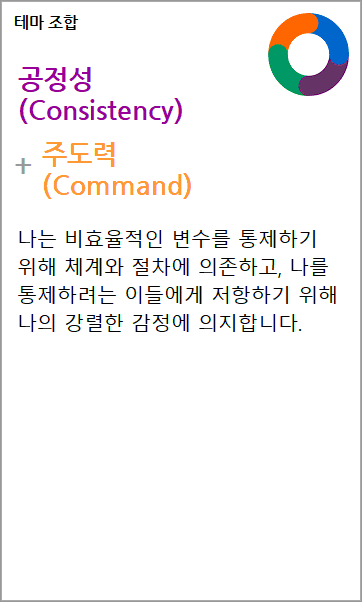 테마 조합
공정성
(Consistency)
+ 주도력
(Command)
나는 비효율적인 변수를 통제하기
위해 체계와 절차에 의존하고, 나를
통제하려는 이들에게 저항하기 위해
나의 강렬한 감정에 의지합니다.